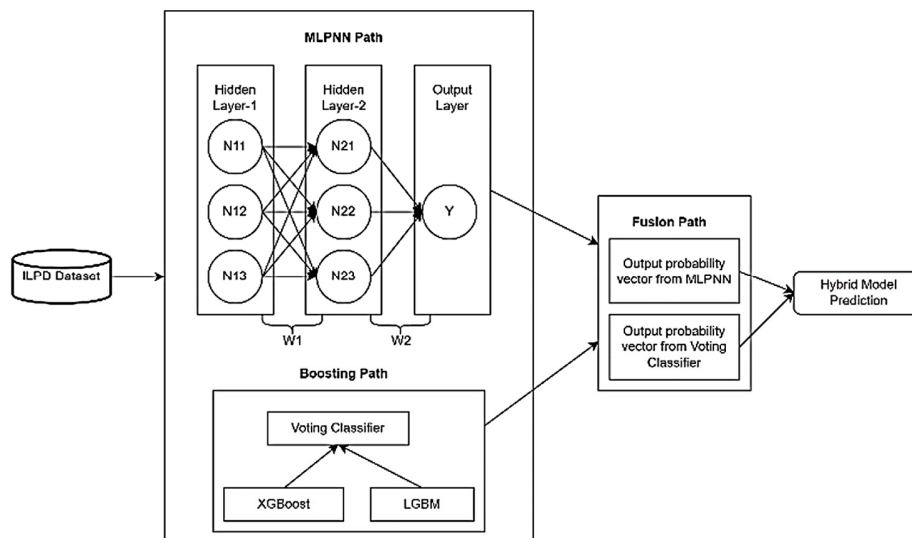 MLPNN Path
Hidden
Layer-1
Hidden
Layer-2
Output
Layer
N11
N21
N12
N22
Y
N13
N23
W1
W2
ILPD Dataset
Boosting Path
Voting Classifier
XGBoost
LGBM
Fusion Path
Output probability
vector from MLPNN
Output probability
vector from Voting
Classifier
Hybrid Model
Prediction